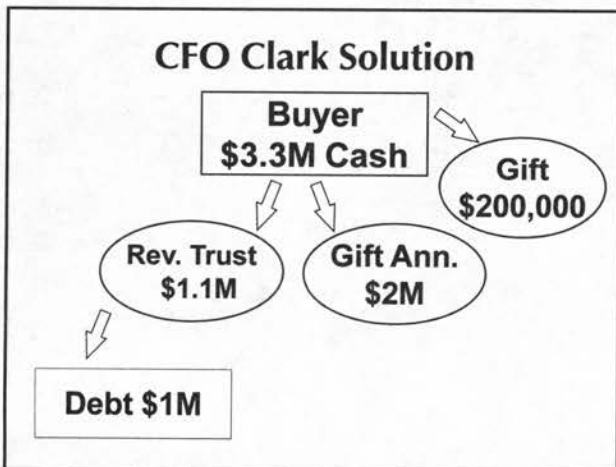 CFO Clark Solution
Buyer
$3.3M Cash
Gift
$200,000
Rev. Trust
$1.1M
Gift Ann.
$2M
Debt $1M